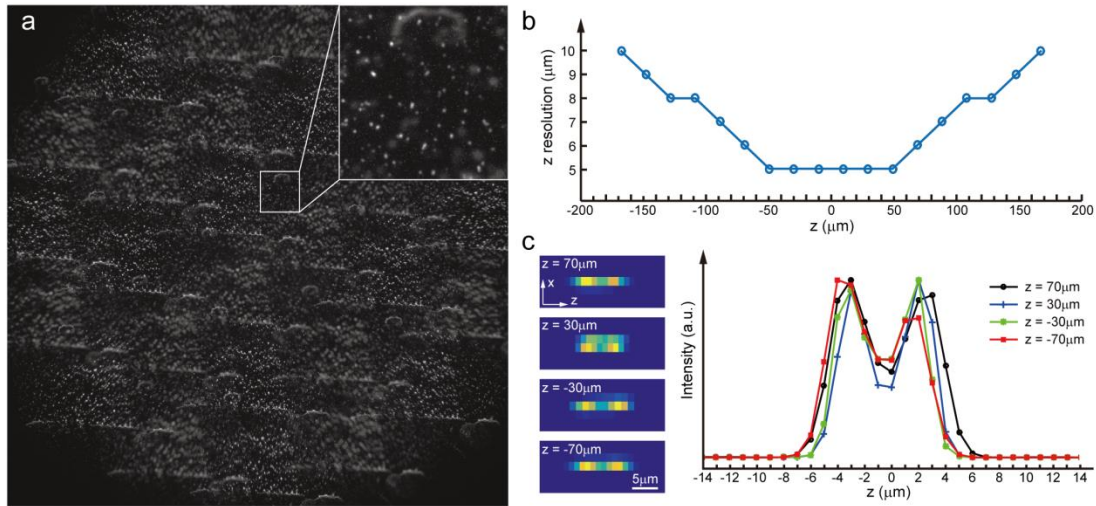 a
b
z resolution (μm)
10
9
8
7
6
5
-200
-150
-100
-50
0
50
100
150
200
z (μm)
c
z = 70μm
x
z
z = 30μm
z = -30μm
z = -70μm
5μm
Intensity (a.u.)
z = 70μm
z = 30μm
z = -30μm
z = -70μm
-14 -12 -10 -8 -6 -4 -2 0 2 4 6 8 10 12 14
z (μm)